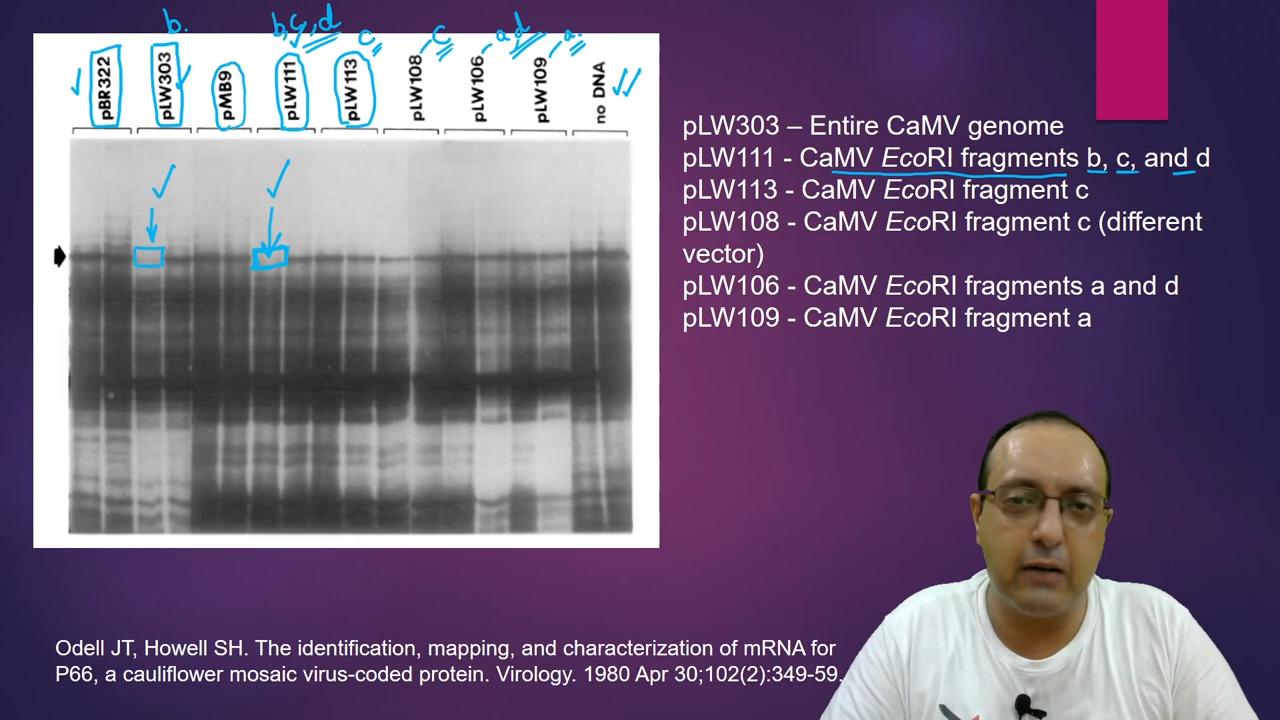 b.
b, c, d
c
c
a d
a.
pBR322
pLW303
pMB9
pLW111
pLW113
pLW108
pLW106
pLW109
no DNA
pLW303 – Entire CaMV genome
pLW111 - CaMV EcoRI fragments b, c, and d
pLW113 - CaMV EcoRI fragment c
pLW108 - CaMV EcoRI fragment c (different
vector)
pLW106 - CaMV EcoRI fragments a and d
pLW109 - CaMV EcoRI fragment a
Odell JT, Howell SH. The identification, mapping, and characterization of mRNA for
P66, a cauliflower mosaic virus-coded protein. Virology. 1980 Apr 30;102(2):349-59.